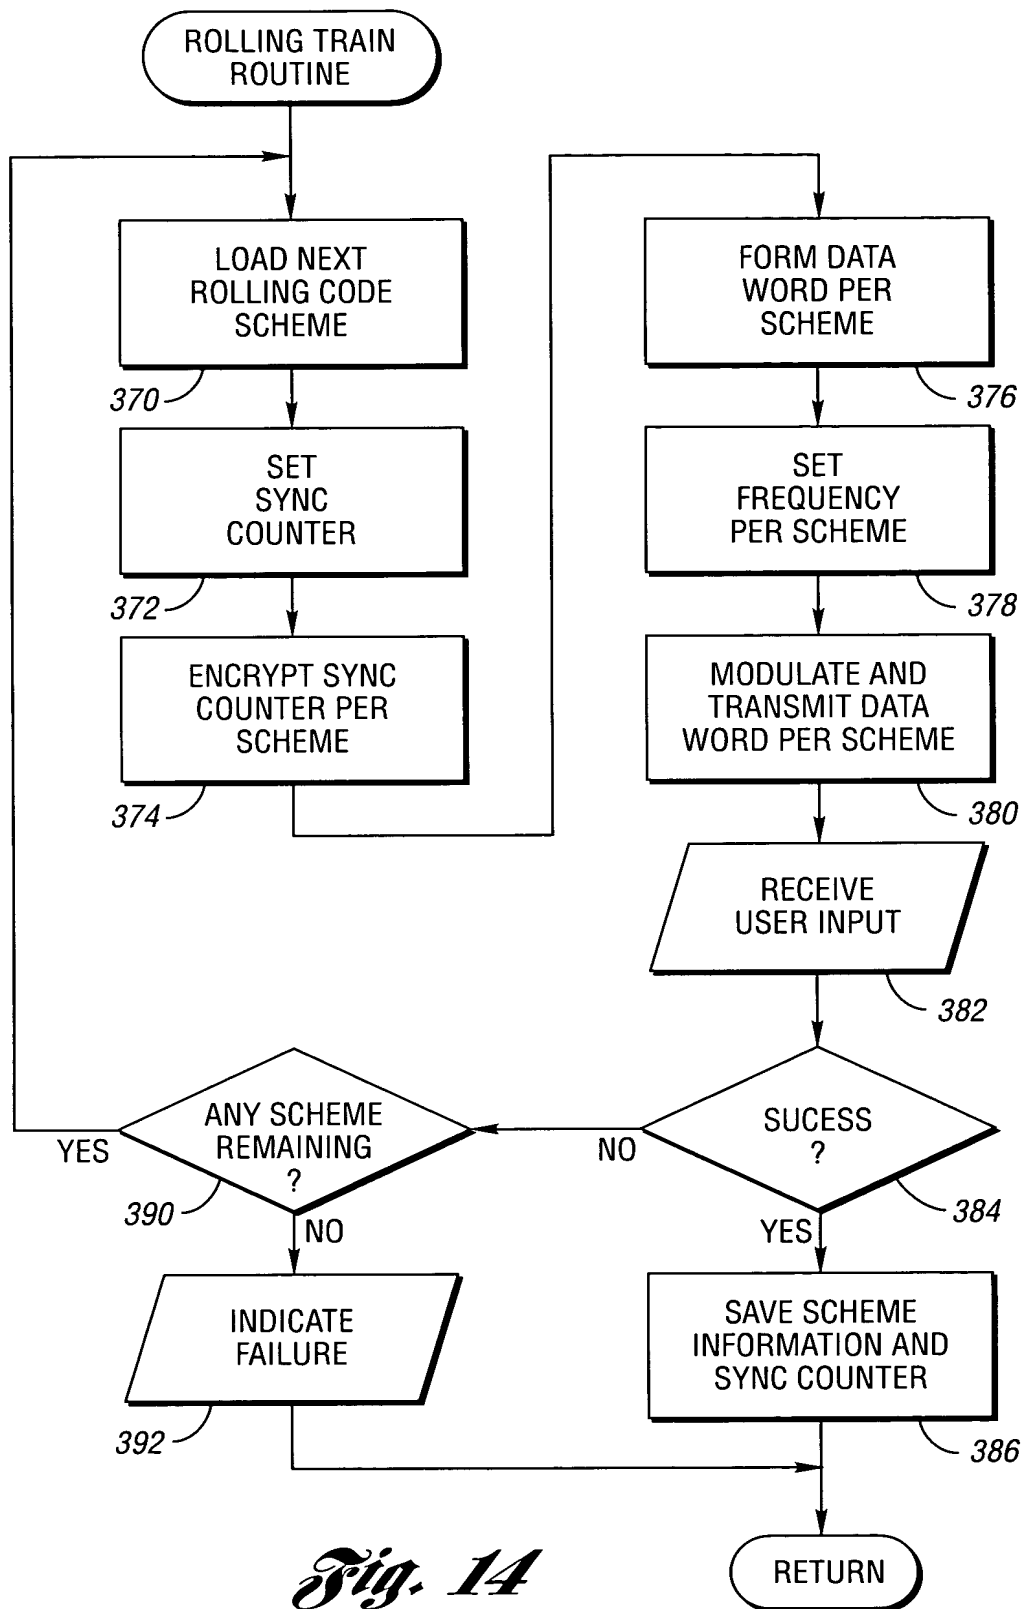 ROLLING TRAIN
ROUTINE
LOAD NEXT
ROLLING CODE
SCHEME
370
SET
SYNC
COUNTER
372
ENCRYPT SYNC
COUNTER PER
SCHEME
374
FORM DATA
WORD PER
SCHEME
376
SET
FREQUENCY
PER SCHEME
378
MODULATE AND
TRANSMIT DATA
WORD PER SCHEME
380
RECEIVE
USER INPUT
382
SUCESS
?
384
NO
YES
ANY SCHEME
REMAINING
?
390
YES
NO
INDICATE
FAILURE
392
SAVE SCHEME
INFORMATION AND
SYNC COUNTER
386
RETURN
Fig. 14